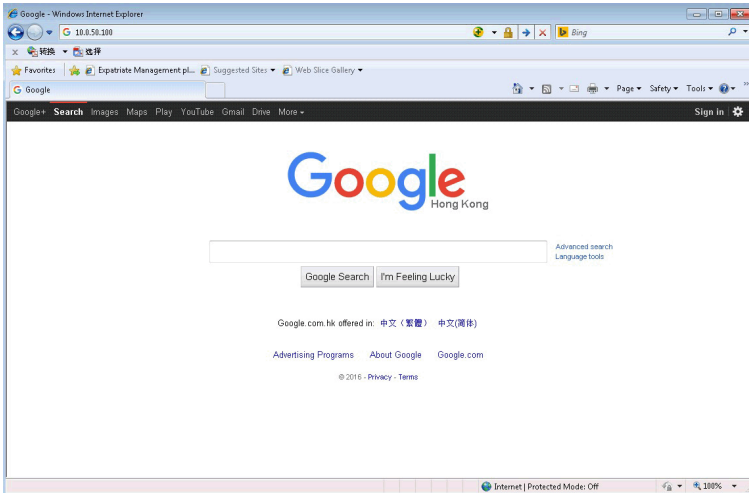 Google - Windows Internet Explorer
10.0.50.100 Bing
x 转换 选择
Favorites Expatriate Management pl... Suggested Sites Web Slice Gallery
Google Page Safety Tools
Google+ Search Images Maps Play YouTube Gmail Drive More Sign in
Google
Hong Kong
Advanced search
Language tools
Google Search I'm Feeling Lucky
Google.com.hk offered in: 中文（繁體） 中文(简体)
Advertising Programs About Google Google.com
© 2016 - Privacy - Terms
Internet | Protected Mode: Off 100%